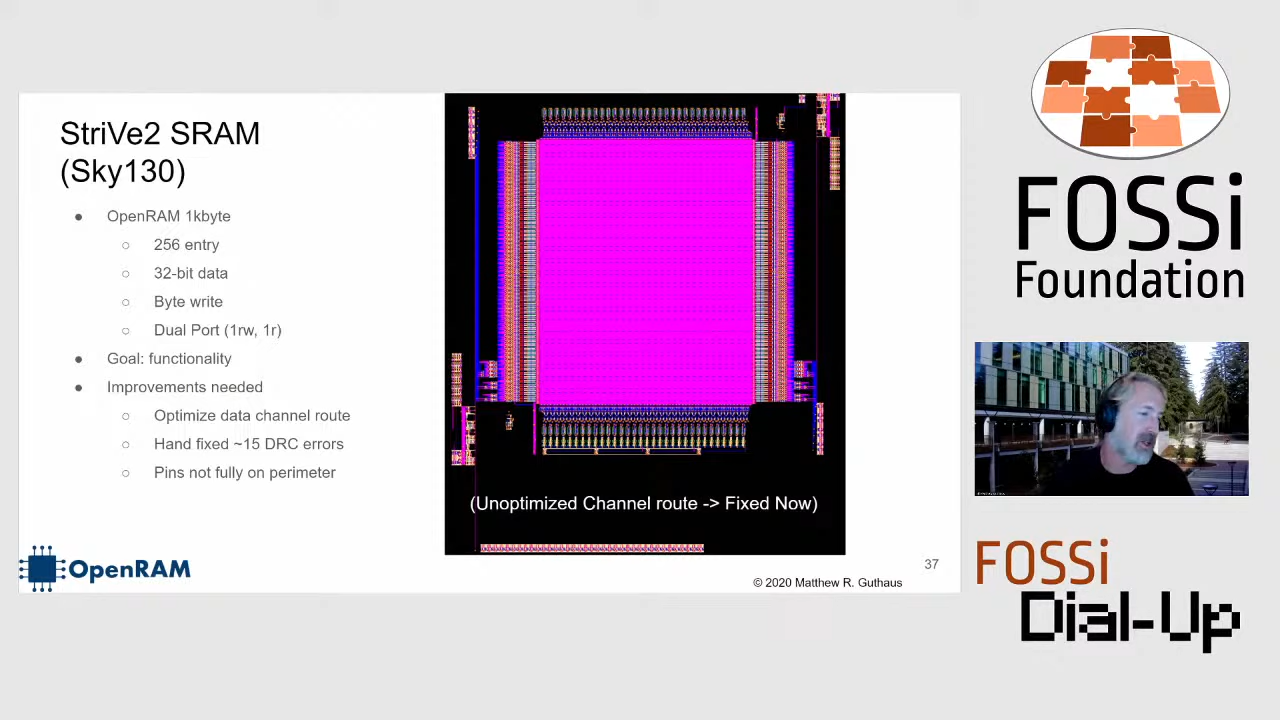 StriVe2 SRAM
(Sky130)
● OpenRAM 1kbyte
○ 256 entry
○ 32-bit data
○ Byte write
○ Dual Port (1rw, 1r)
● Goal: functionality
● Improvements needed
○ Optimize data channel route
○ Hand fixed ~15 DRC errors
○ Pins not fully on perimeter
(Unoptimized Channel route -> Fixed Now)
OpenRAM
37
© 2020 Matthew R. Guthaus
FOSSi
Foundation
FOSSi
Dial-Up